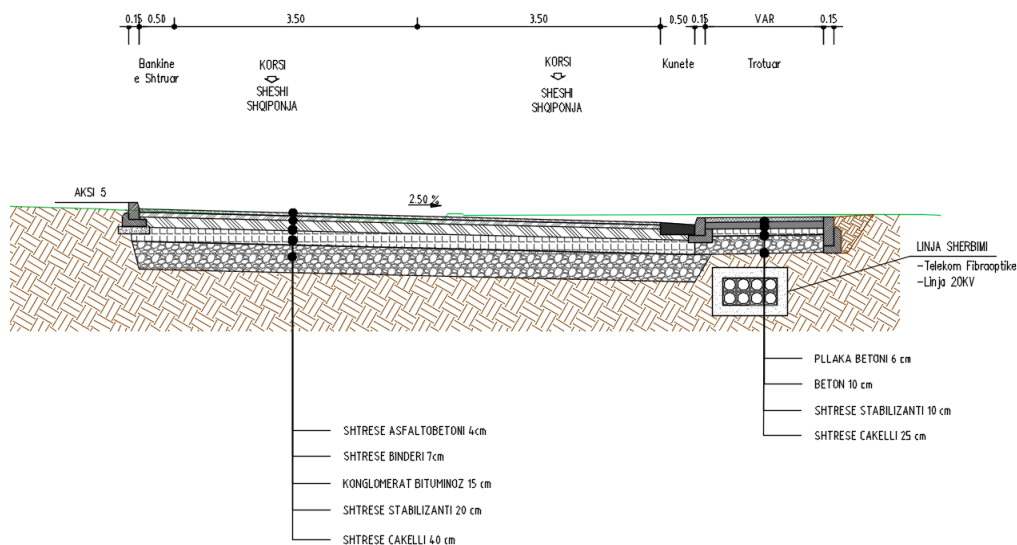 0.15 0.50 3.50 3.50 0.50 0.15 VAR 0.15
Bankine
e Shtruar
KORSI
SHESHI
SHQIPONJA
KORSI
SHESHI
SHQIPONJA
Kunete
Trotuar
AKSI 5
2.50 %
LINJA SHERBIMI
-Telekom Fibraoptike
-Linja 20KV
PLLAKA BETONI 6 cm
BETON 10 cm
SHTRESE STABILIZANTI 10 cm
SHTRESE CAKELLI 25 cm
SHTRESE ASFALTOBETONI 4cm
SHTRESE BINDERI 7cm
KONGLOMERAT BITUMINOZ 15 cm
SHTRESE STABILIZANTI 20 cm
SHTRESE CAKELLI 40 cm